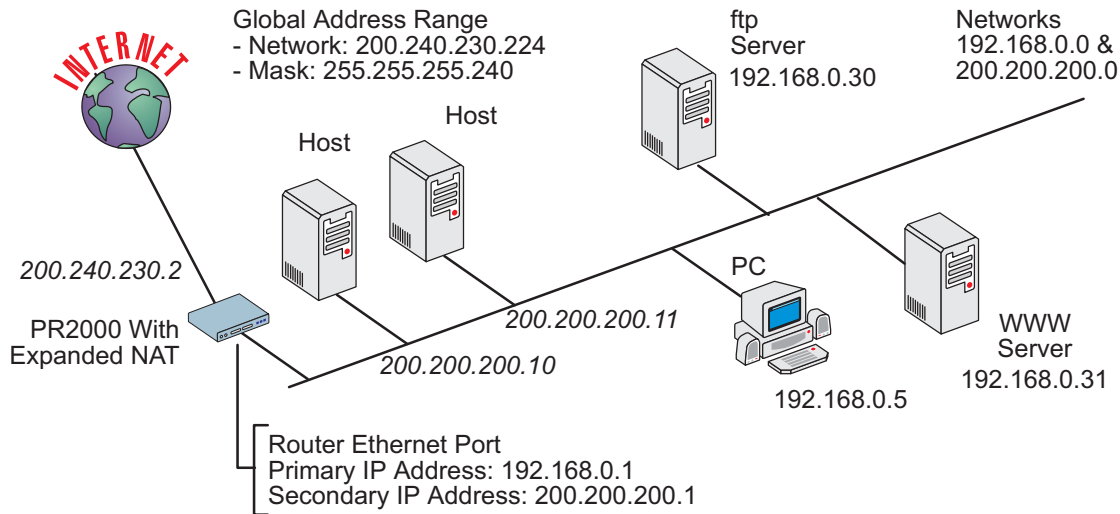 INTERNET
Global Address Range
- Network: 200.240.230.224
- Mask: 255.255.255.240
ftp
Server
192.168.0.30
Networks
192.168.0.0 &
200.200.200.0
Host
Host
200.240.230.2
PR2000 With
Expanded NAT
200.200.200.11
200.200.200.10
PC
192.168.0.5
WWW
Server
192.168.0.31
Router Ethernet Port
Primary IP Address: 192.168.0.1
Secondary IP Address: 200.200.200.1